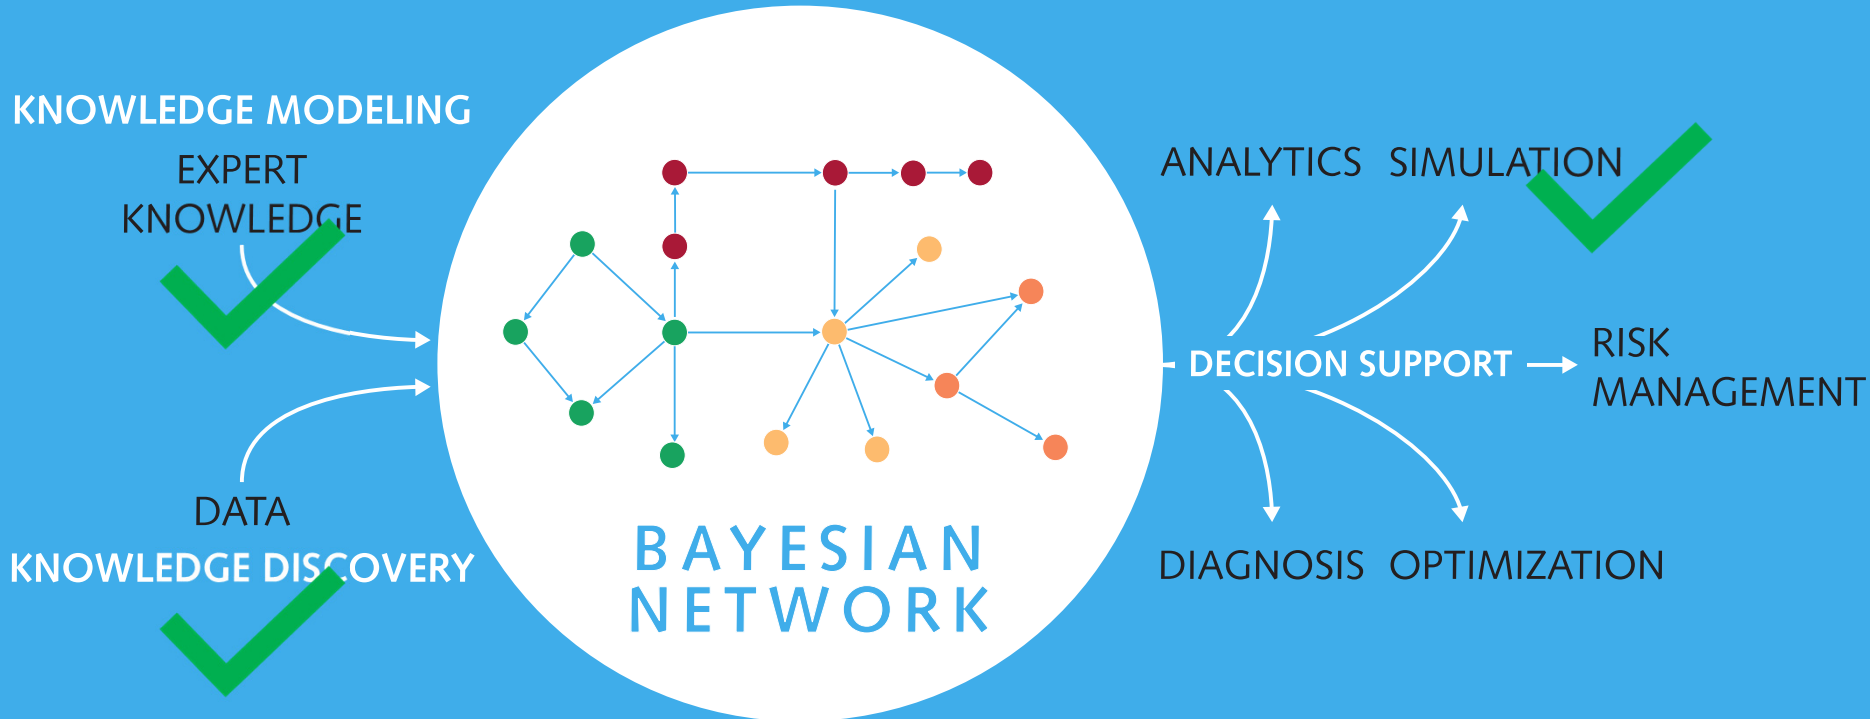 KNOWLEDGE MODELING
EXPERT
KNOWLEDGE
DATA
KNOWLEDGE DISCOVERY
BAYESIAN
NETWORK
ANALYTICS SIMULATION
DECISION SUPPORT
RISK
MANAGEMENT
DIAGNOSIS OPTIMIZATION